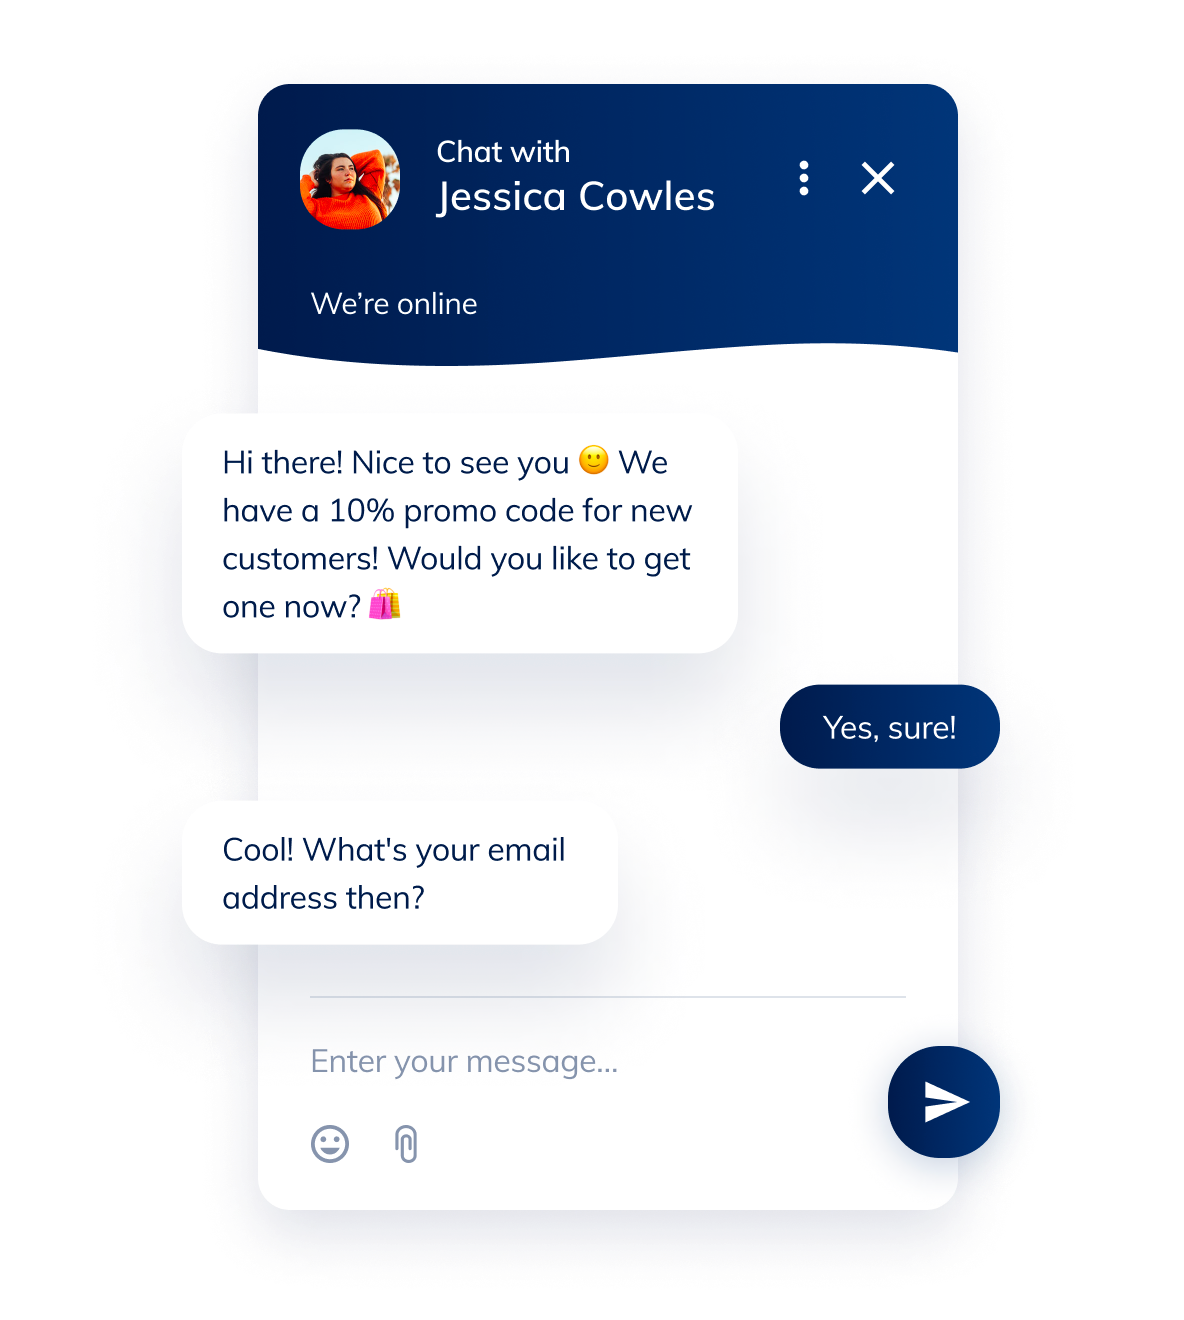 Chat with
Jessica Cowles
We’re online
Hi there! Nice to see you 🙂 We
have a 10% promo code for new
customers! Would you like to get
one now? 🛍️
Yes, sure!
Cool! What's your email
address then?
Enter your message...